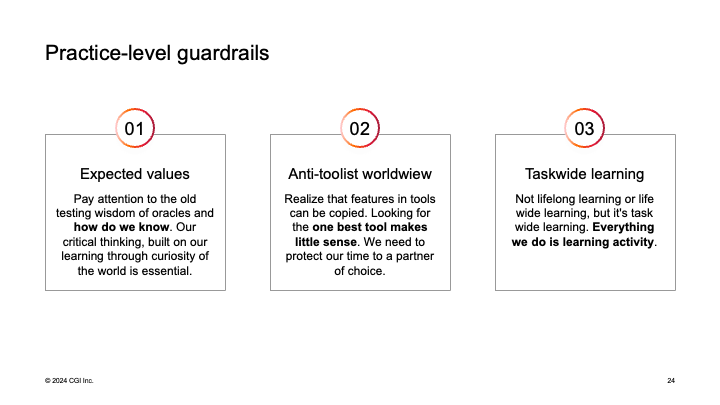 Practice-level guardrails
01
Expected values
Pay attention to the old
testing wisdom of oracles and
how do we know. Our
critical thinking, built on our
learning through curiosity of
the world is essential.
02
Anti-toolist worldwiew
Realize that features in tools
can be copied. Looking for
the one best tool makes
little sense. We need to
protect our time to a partner
of choice.
03
Taskwide learning
Not lifelong learning or life
wide learning, but it's task
wide learning. Everything
we do is learning activity.
© 2024 CGI Inc.
24